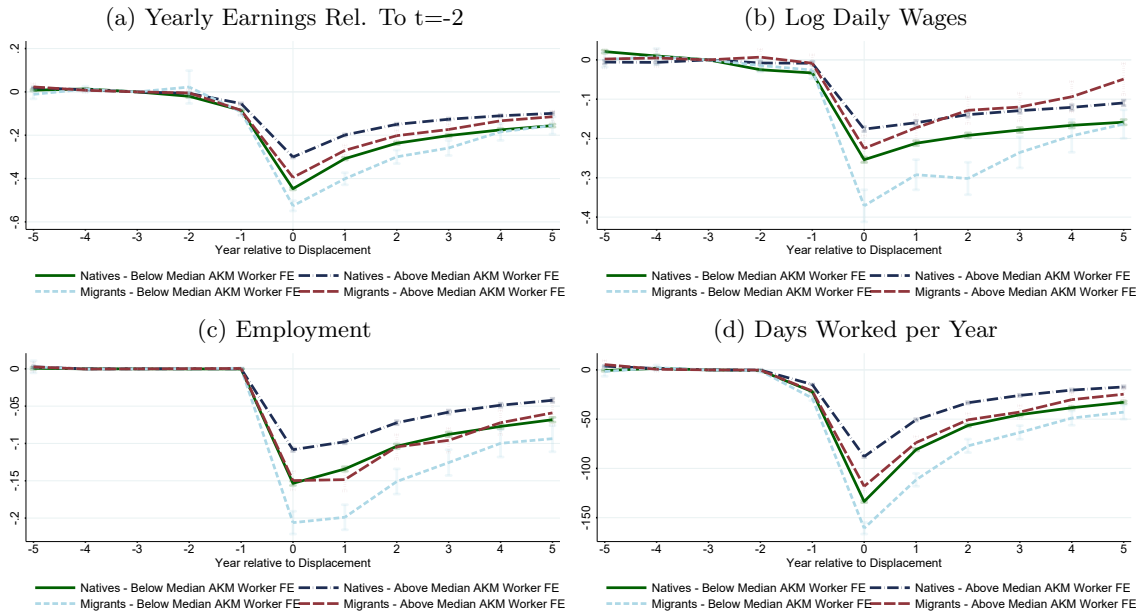 (a) Yearly Earnings Rel. To t=-2
.2
0
-.2
-.4
-.6
-5 -4 -3 -2 -1 0 1 2 3 4 5
Year relative to Displacement
Natives - Below Median AKM Worker FE Natives - Above Median AKM Worker FE
Migrants - Below Median AKM Worker FE Migrants - Above Median AKM Worker FE
(b) Log Daily Wages
0
-.1
-.2
-.3
-.4
-5 -4 -3 -2 -1 0 1 2 3 4 5
Year relative to Displacement
Natives - Below Median AKM Worker FE Natives - Above Median AKM Worker FE
Migrants - Below Median AKM Worker FE Migrants - Above Median AKM Worker FE
(c) Employment
0
-.05
-.1
-.15
-.2
-5 -4 -3 -2 -1 0 1 2 3 4 5
Year relative to Displacement
Natives - Below Median AKM Worker FE Natives - Above Median AKM Worker FE
Migrants - Below Median AKM Worker FE Migrants - Above Median AKM Worker FE
(d) Days Worked per Year
0
-50
-100
-150
-5 -4 -3 -2 -1 0 1 2 3 4 5
Year relative to Displacement
Natives - Below Median AKM Worker FE Natives - Above Median AKM Worker FE
Migrants - Below Median AKM Worker FE Migrants - Above Median AKM Worker FE